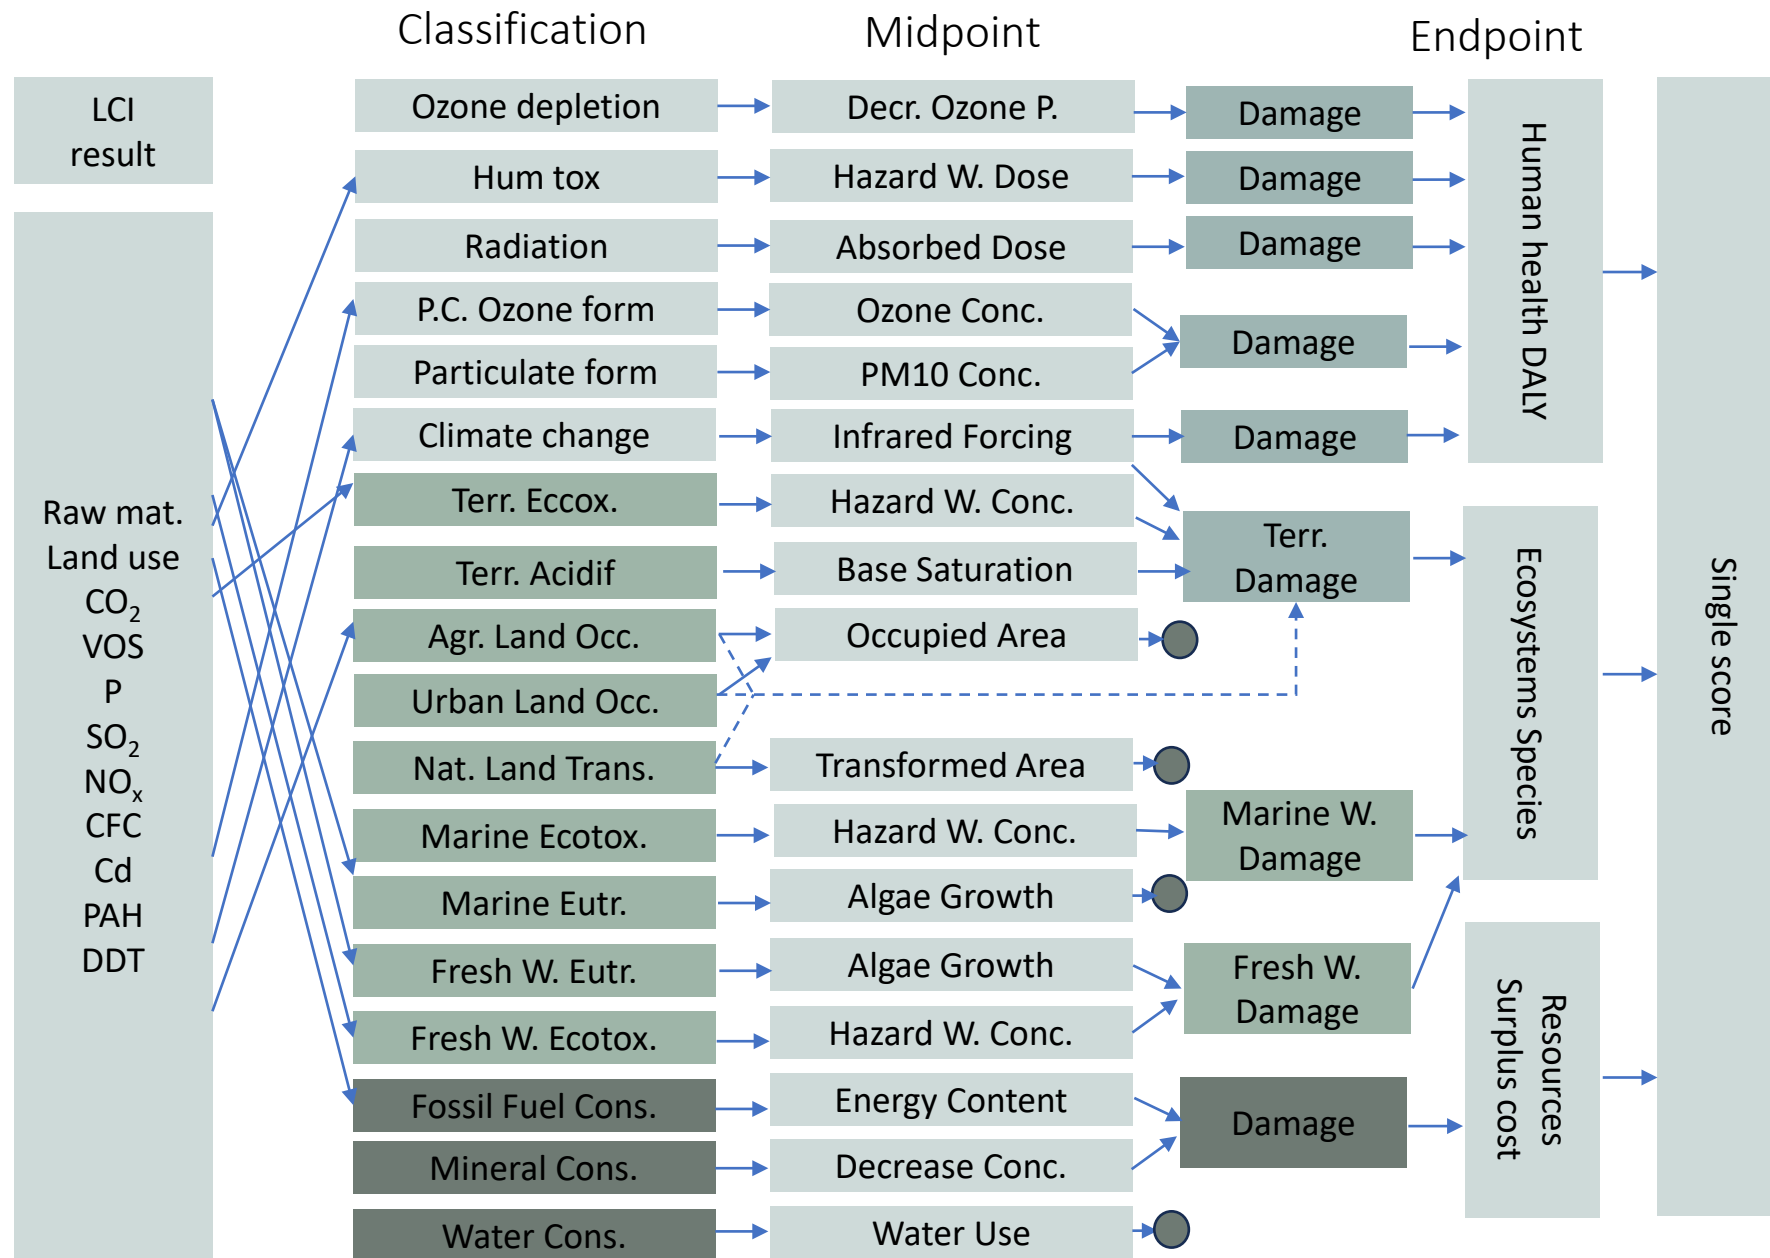 Classification
Midpoint
Endpoint
LCI
result
Raw mat.
Land use
CO₂
VOS
P
SO₂
NOₓ
CFC
Cd
PAH
DDT
Ozone depletion
Decr. Ozone P.
Damage
Hum tox
Hazard W. Dose
Damage
Radiation
Absorbed Dose
Damage
P.C. Ozone form
Ozone Conc.
Particulate form
PM10 Conc.
Damage
Climate change
Infrared Forcing
Damage
Terr. Eccox.
Hazard W. Conc.
Terr. Acidif
Base Saturation
Terr.
Damage
Agr. Land Occ.
Occupied Area
Urban Land Occ.
Nat. Land Trans.
Transformed Area
Marine Ecotox.
Hazard W. Conc.
Marine W.
Damage
Marine Eutr.
Algae Growth
Fresh W. Eutr.
Algae Growth
Fresh W. Ecotox.
Hazard W. Conc.
Fresh W.
Damage
Fossil Fuel Cons.
Energy Content
Mineral Cons.
Decrease Conc.
Damage
Water Cons.
Water Use
Human health DALY
Ecosystems Species
Resources
Surplus cost
Single score